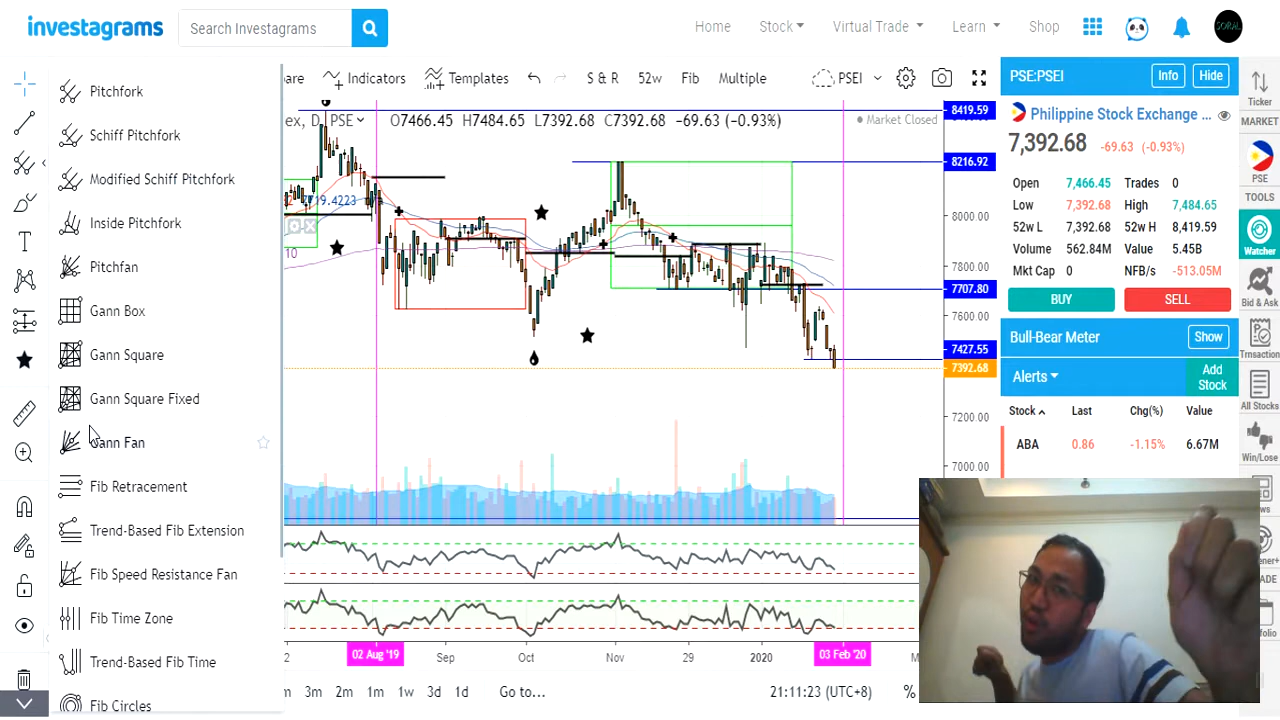 investagrams
Search Investagrams
Home
Stock
Virtual Trade
Learn
Shop
Pitchfork
Schiff Pitchfork
Modified Schiff Pitchfork
Inside Pitchfork
Pitchfan
Gann Box
Gann Square
Gann Square Fixed
Gann Fan
Fib Retracement
Trend-Based Fib Extension
Fib Speed Resistance Fan
Fib Time Zone
Trend-Based Fib Time
Fib Circles
are
Indicators
Templates
S & R
52w
Fib
Multiple
PSEI
ex, D, PSE
O7466.45 H7484.65 L7392.68 C7392.68 -69.63 (-0.93%)
Market Closed
8419.59
8216.92
8000.00
7800.00
7707.80
7600.00
7427.55
7392.68
7200.00
7000.00
02 Aug '19
Sep
Oct
Nov
29
2020
03 Feb '20
3m 2m 1m 1w 3d 1d Go to...
21:11:23 (UTC+8)
%
PSE:PSEI
Info
Hide
Philippine Stock Exchange ...
7,392.68 -69.63 (-0.93%)
Open 7,466.45 Trades 0
Low 7,392.68 High 7,484.65
52w L 7,392.68 52w H 8,419.59
Volume 562.84M Value 5.45B
Mkt Cap 0 NFB/s -513.05M
BUY
SELL
Bull-Bear Meter
Show
Alerts
Add
Stock
Stock Last Chg(%) Value
ABA 0.86 -1.15% 6.67M
Ticker
MARKET
PSE
TOOLS
Watcher
Bid & Ask
Trnsaction
All Stocks
Win/Lose